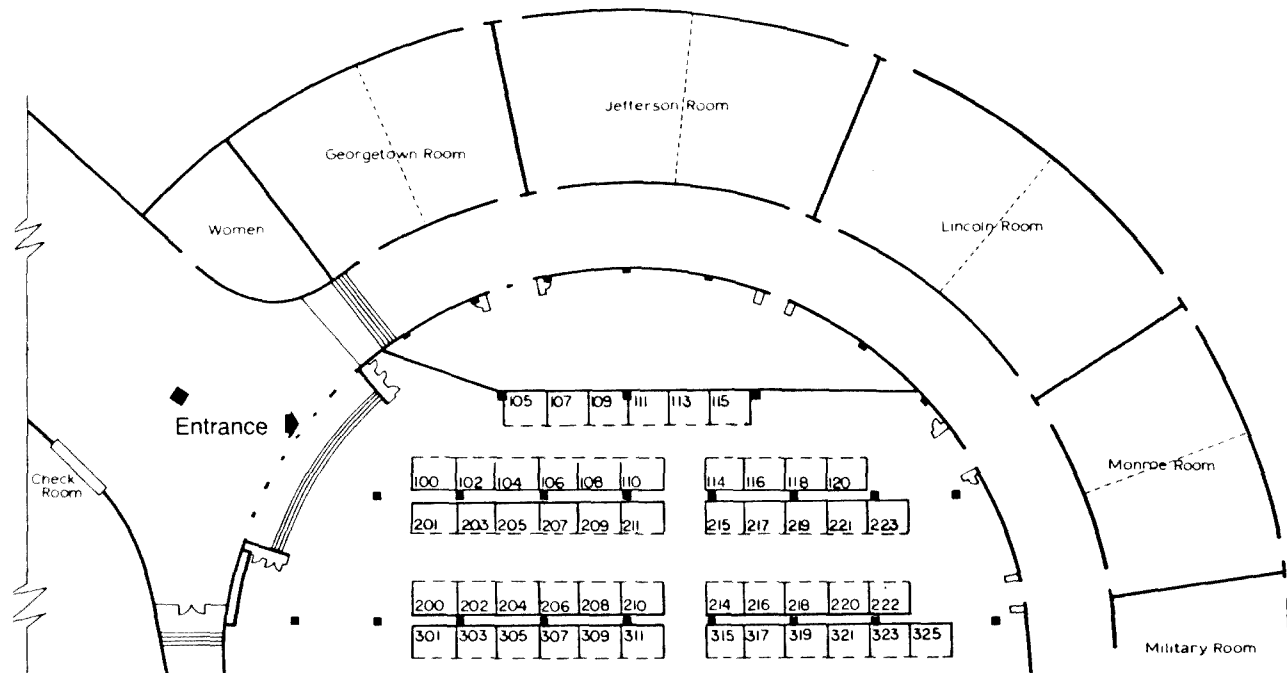 Jefferson Room
Georgetown Room
Women
Lincoln Room
Entrance
105 107 109 111 113 115
Check
Room
100 102 104 106 108 110
114 116 118 120
Monroe Room
201 203 205 207 209 211
215 217 219 221 223
200 202 204 206 208 210
214 216 218 220 222
301 303 305 307 309 311
315 317 319 321 323 325
Military Room